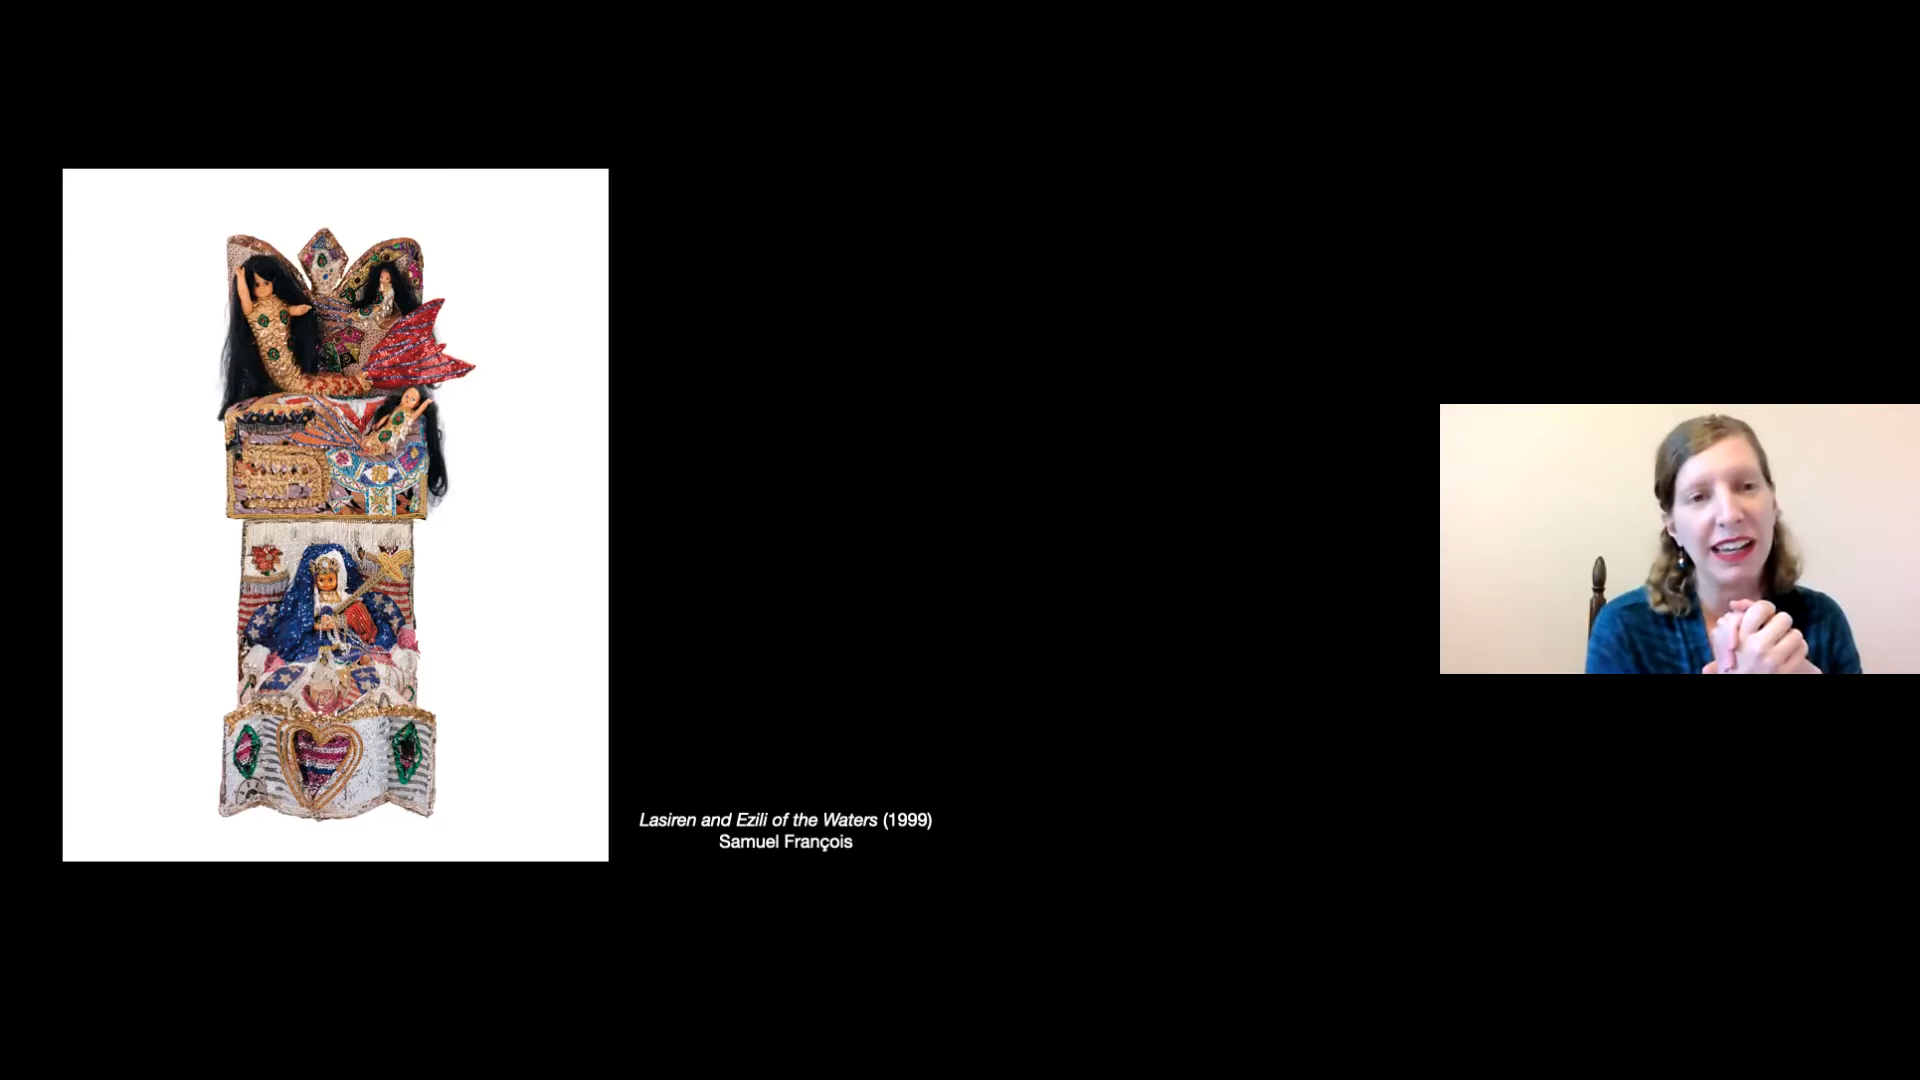 Lasiren and Ezili of the Waters (1999)
Samuel François